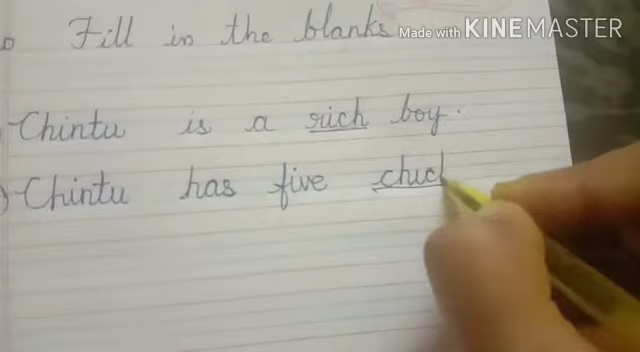 Fill in the blanks
Made with KINEMASTER
Chintu is a rich boy.
Chintu has five